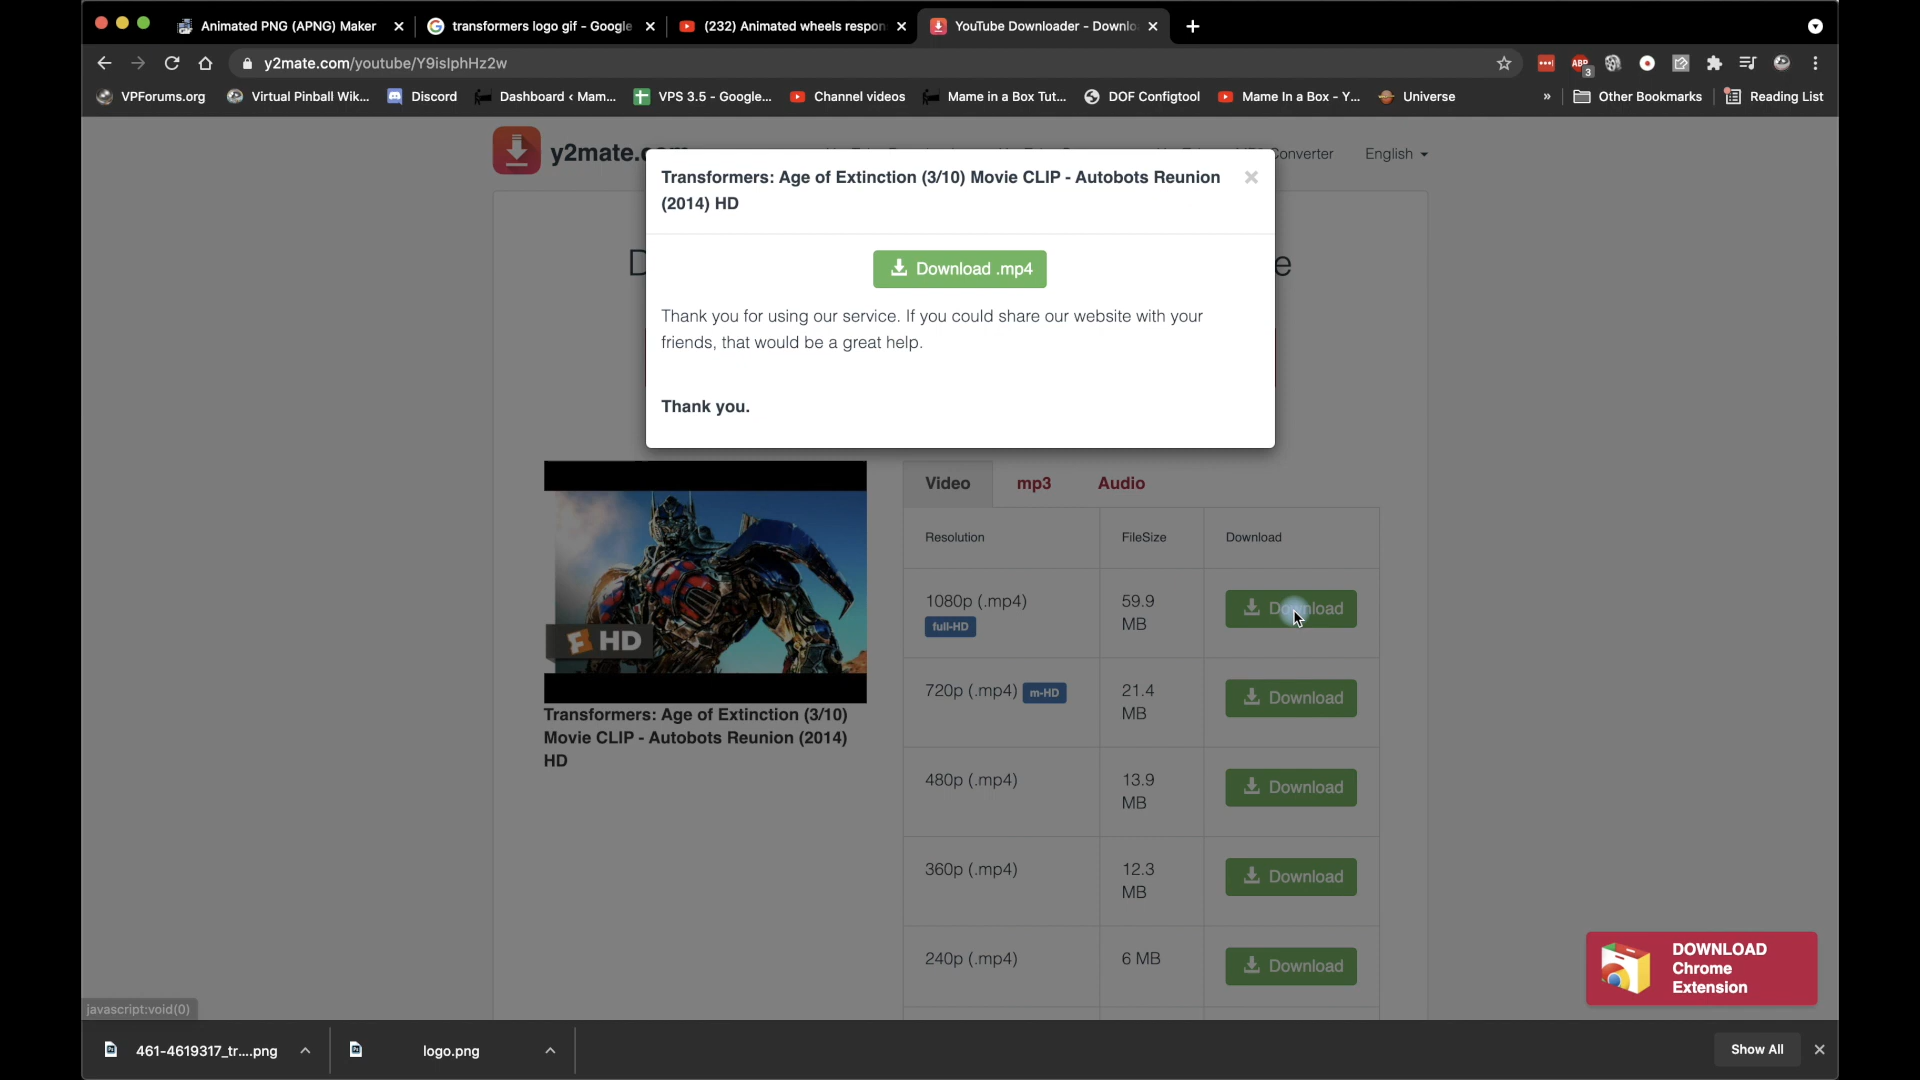 Animated PNG (APNG) Maker
transformers logo gif - Google
(232) Animated wheels respon
YouTube Downloader - Downlo
y2mate.com/youtube/Y9islphHz2w
ABP
3
VPForums.org
Virtual Pinball Wik...
Discord
Dashboard ‹ Mam...
VPS 3.5 - Google...
Channel videos
Mame in a Box Tut...
DOF Configtool
Mame In a Box - Y...
Universe
»
Other Bookmarks
Reading List
y2mate.
Converter
English
Transformers: Age of Extinction (3/10) Movie CLIP - Autobots Reunion
(2014) HD
Download .mp4
Thank you for using our service. If you could share our website with your
friends, that would be a great help.
Thank you.
HD
Transformers: Age of Extinction (3/10)
Movie CLIP - Autobots Reunion (2014)
HD
Video
mp3
Audio
Resolution
FileSize
Download
1080p (.mp4)
full-HD
59.9
MB
Download
720p (.mp4) m-HD
21.4
MB
Download
480p (.mp4)
13.9
MB
Download
360p (.mp4)
12.3
MB
Download
240p (.mp4)
6 MB
Download
DOWNLOAD
Chrome
Extension
javascript:void(0)
461-4619317_tr....png
logo.png
Show All